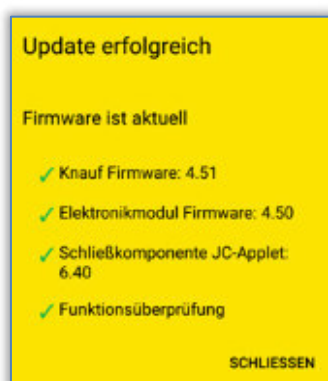 Update erfolgreich
Firmware ist aktuell
Knauf Firmware: 4.51
Elektronikmodul Firmware: 4.50
Schließkomponente JC-Applet:
6.40
Funktionsüberprüfung
SCHLIESSEN